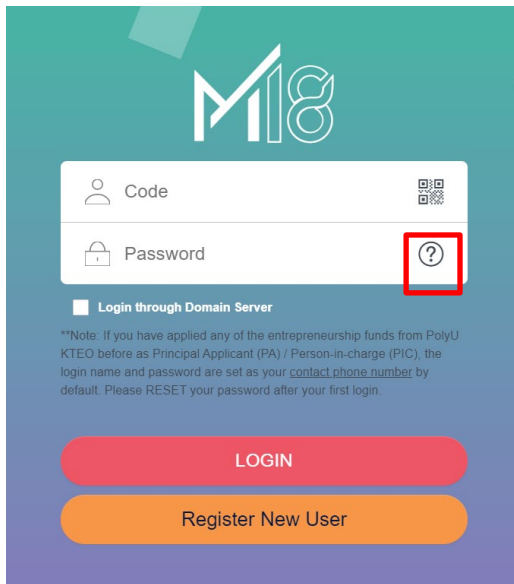 M18
Code
Password
?
Login through Domain Server
**Note: If you have applied any of the entrepreneurship funds from PolyU
KTEO before as Principal Applicant (PA) / Person-in-charge (PIC), the
login name and password are set as your contact phone number by
default. Please RESET your password after your first login.
LOGIN
Register New User